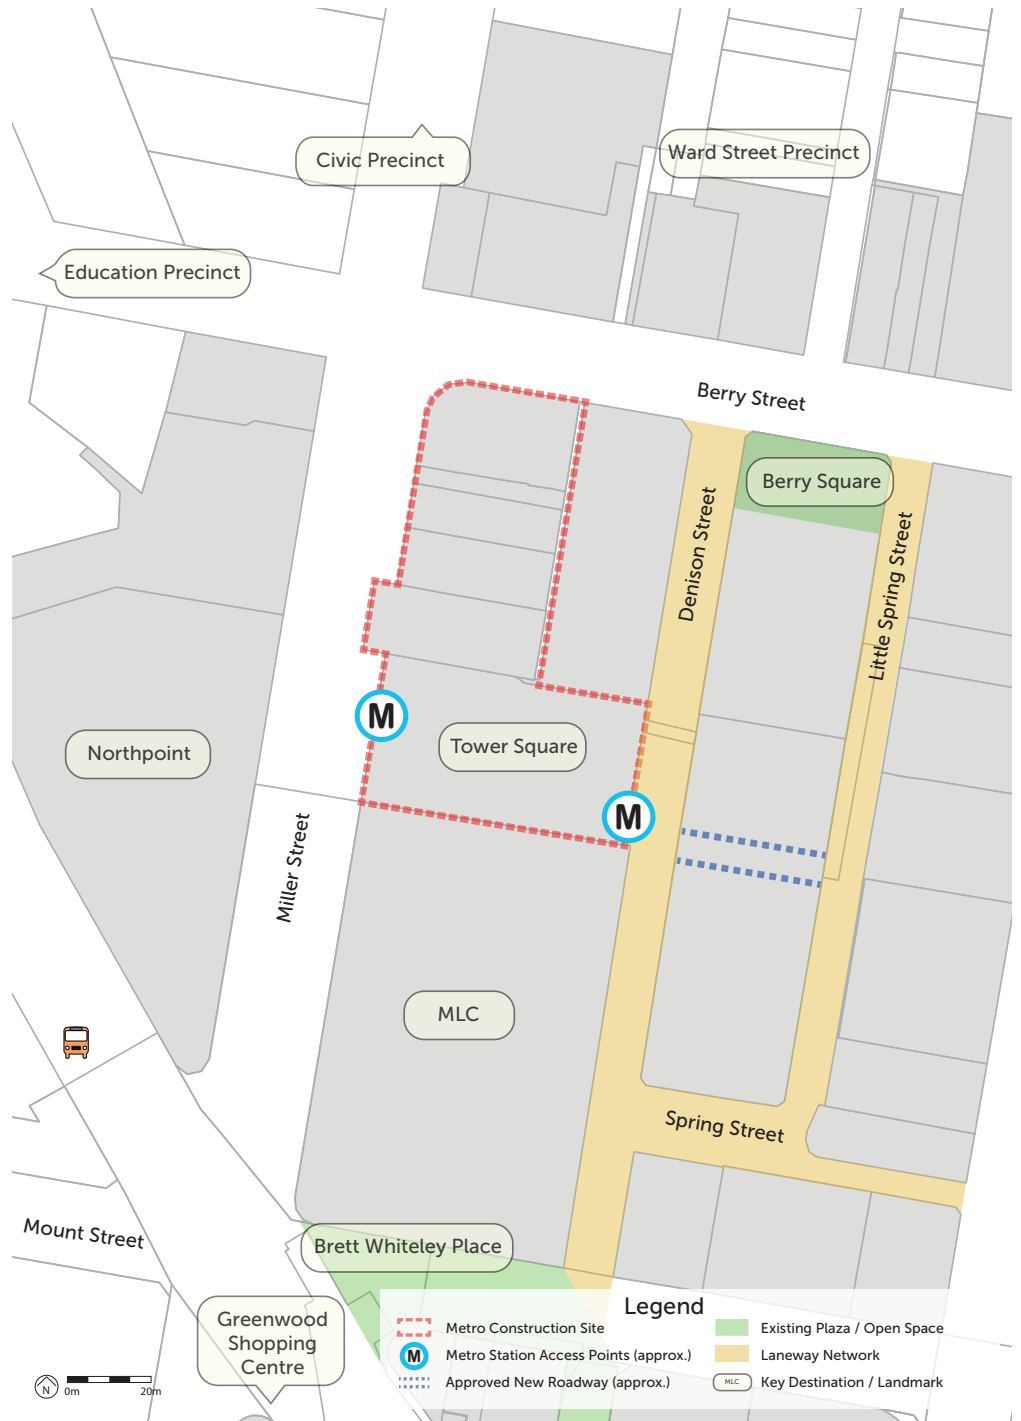 Civic Precinct
Ward Street Precinct
Education Precinct
Berry Street
Berry Square
Denison Street
Little Spring Street
M
Northpoint
Tower Square
M
Miller Street
MLC
Spring Street
Mount Street
Brett Whiteley Place
Greenwood
Shopping
Centre
N
0m 20m
Legend
Metro Construction Site
M Metro Station Access Points (approx.)
Approved New Roadway (approx.)
Existing Plaza / Open Space
Laneway Network
MLC Key Destination / Landmark